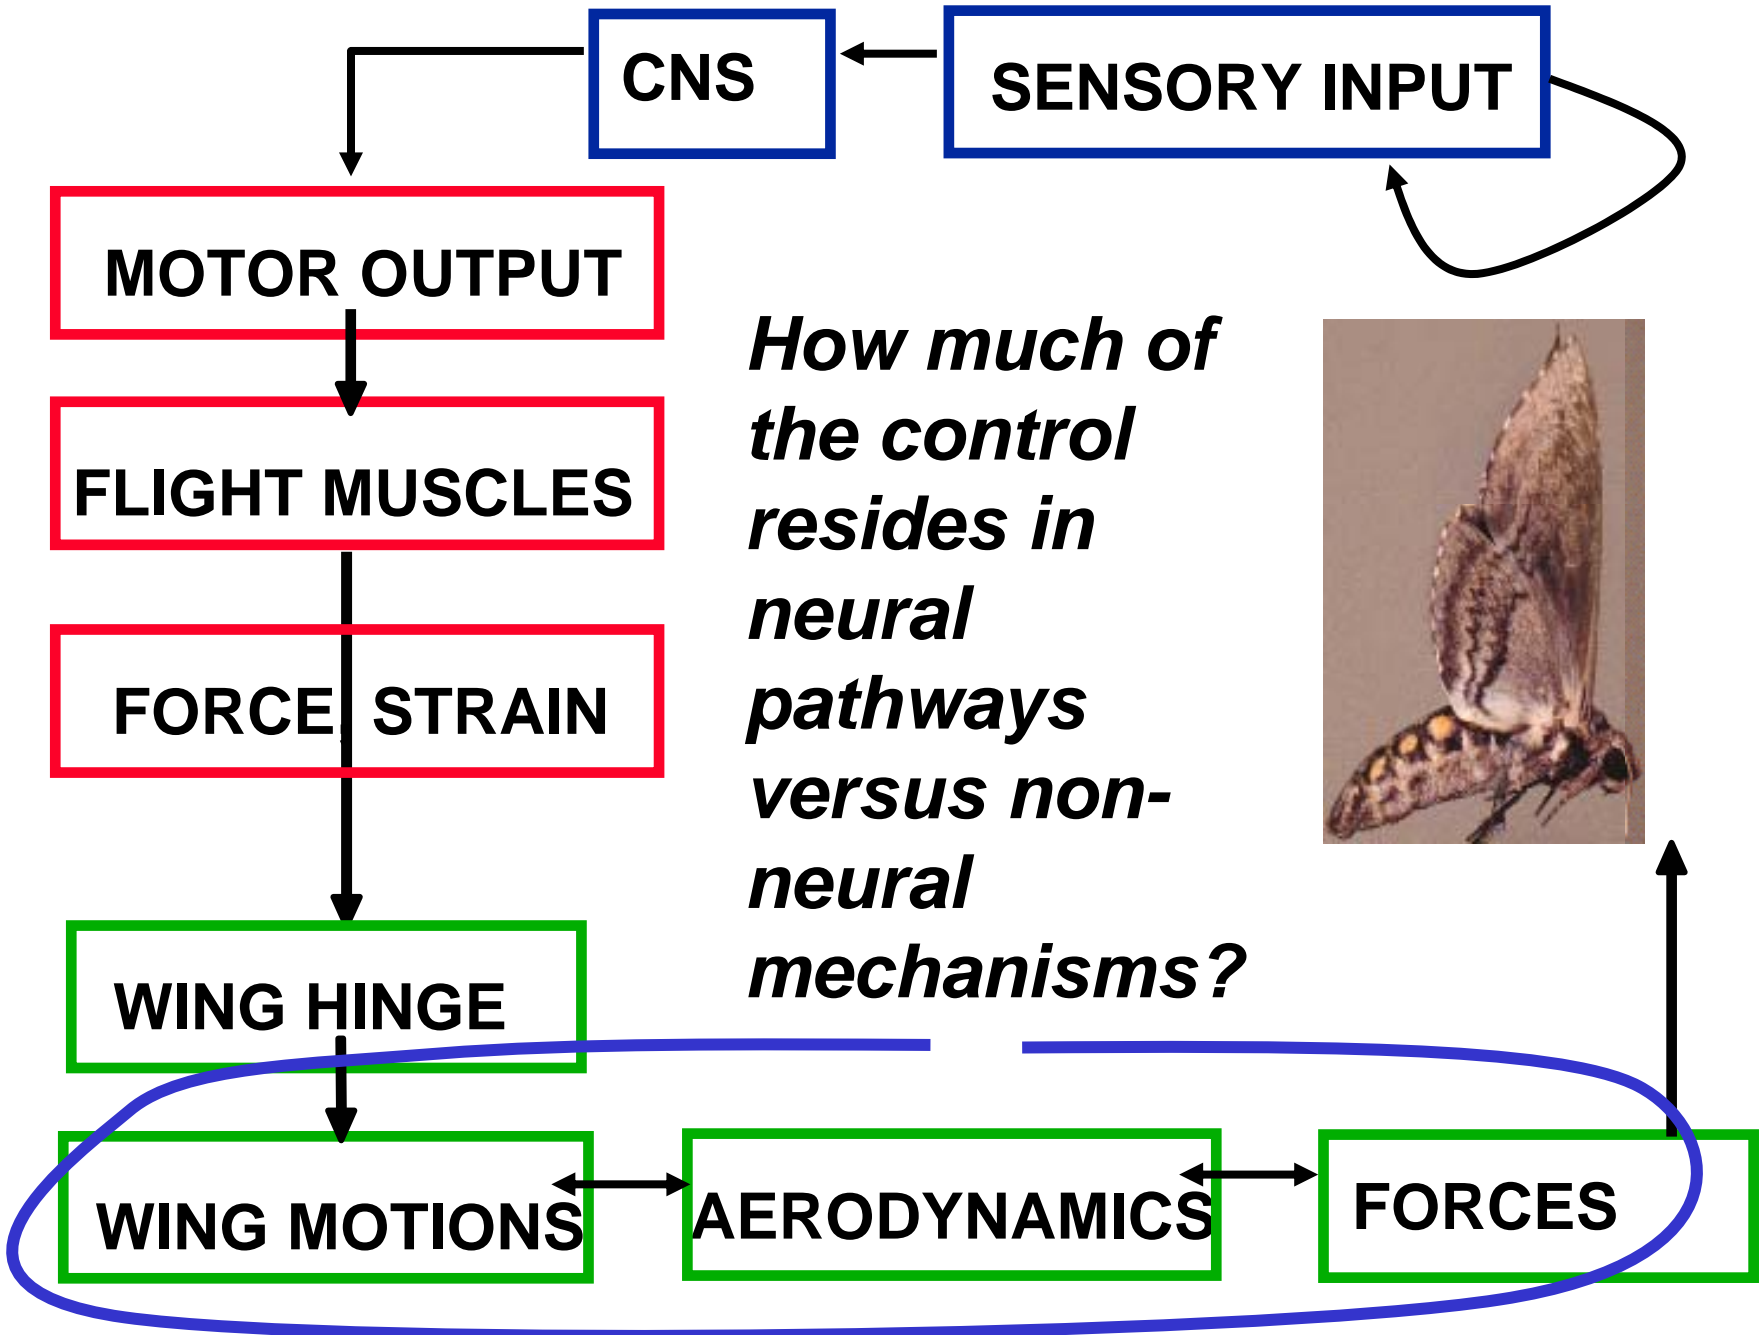 CNS
SENSORY INPUT
MOTOR OUTPUT
FLIGHT MUSCLES
FORCE, STRAIN
WING HINGE
WING MOTIONS
AERODYNAMICS
FORCES
How much of
the control
resides in
neural
pathways
versus non-
neural
mechanisms?